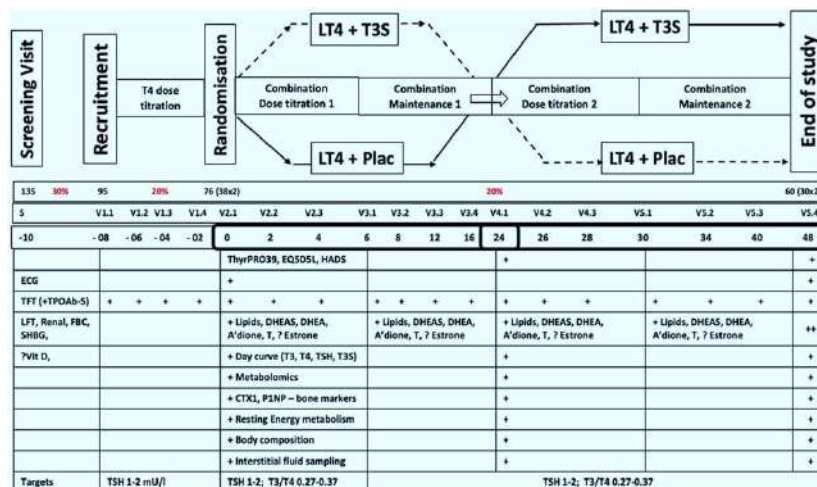 Screening Visit
Recruitment
T4 dose titration
Randomisation
LT4 + T3S
LT4 + T3S
Combination Dose titration 1
Combination Maintenance 1
Combination Dose titration 2
Combination Maintenance 2
LT4 + Plac
LT4 + Plac
End of study
135 30% 95 20% 76 (38x2) 20% 60 (30x2
S V1.1 V1.2 V1.3 V1.4 V2.1 V2.2 V2.3 V3.1 V3.2 V3.3 V3.4 V4.1 V4.2 V4.3 V5.1 V5.2 V5.3 V5.4
-10 - 08 - 06 - 04 - 02 0 2 4 6 8 12 16 24 26 28 30 34 40 48
ThyrPRO39, EQ5D5L, HADS + +
ECG + +
TFT (+TPOAb-S) + + + + + + + + + + + + + + + + + +
LFT, Renal, FBC, SHBG, + Lipids, DHEAS, DHEA, A'dione, T, ? Estrone + Lipids, DHEAS, DHEA, A'dione, T, ? Estrone + Lipids, DHEAS, DHEA, A'dione, T, ? Estrone + Lipids, DHEAS, DHEA, A'dione, T, ? Estrone ++
?Vit D, + Day curve (T3, T4, TSH, T3S) + +
+ Metabolomics + +
+ CTX1, P1NP – bone markers + +
+ Resting Energy metabolism + +
+ Body composition + +
+ Interstitial fluid sampling + +
Targets TSH 1-2 mU/l TSH 1-2; T3/T4 0.27-0.37 TSH 1-2; T3/T4 0.27-0.37